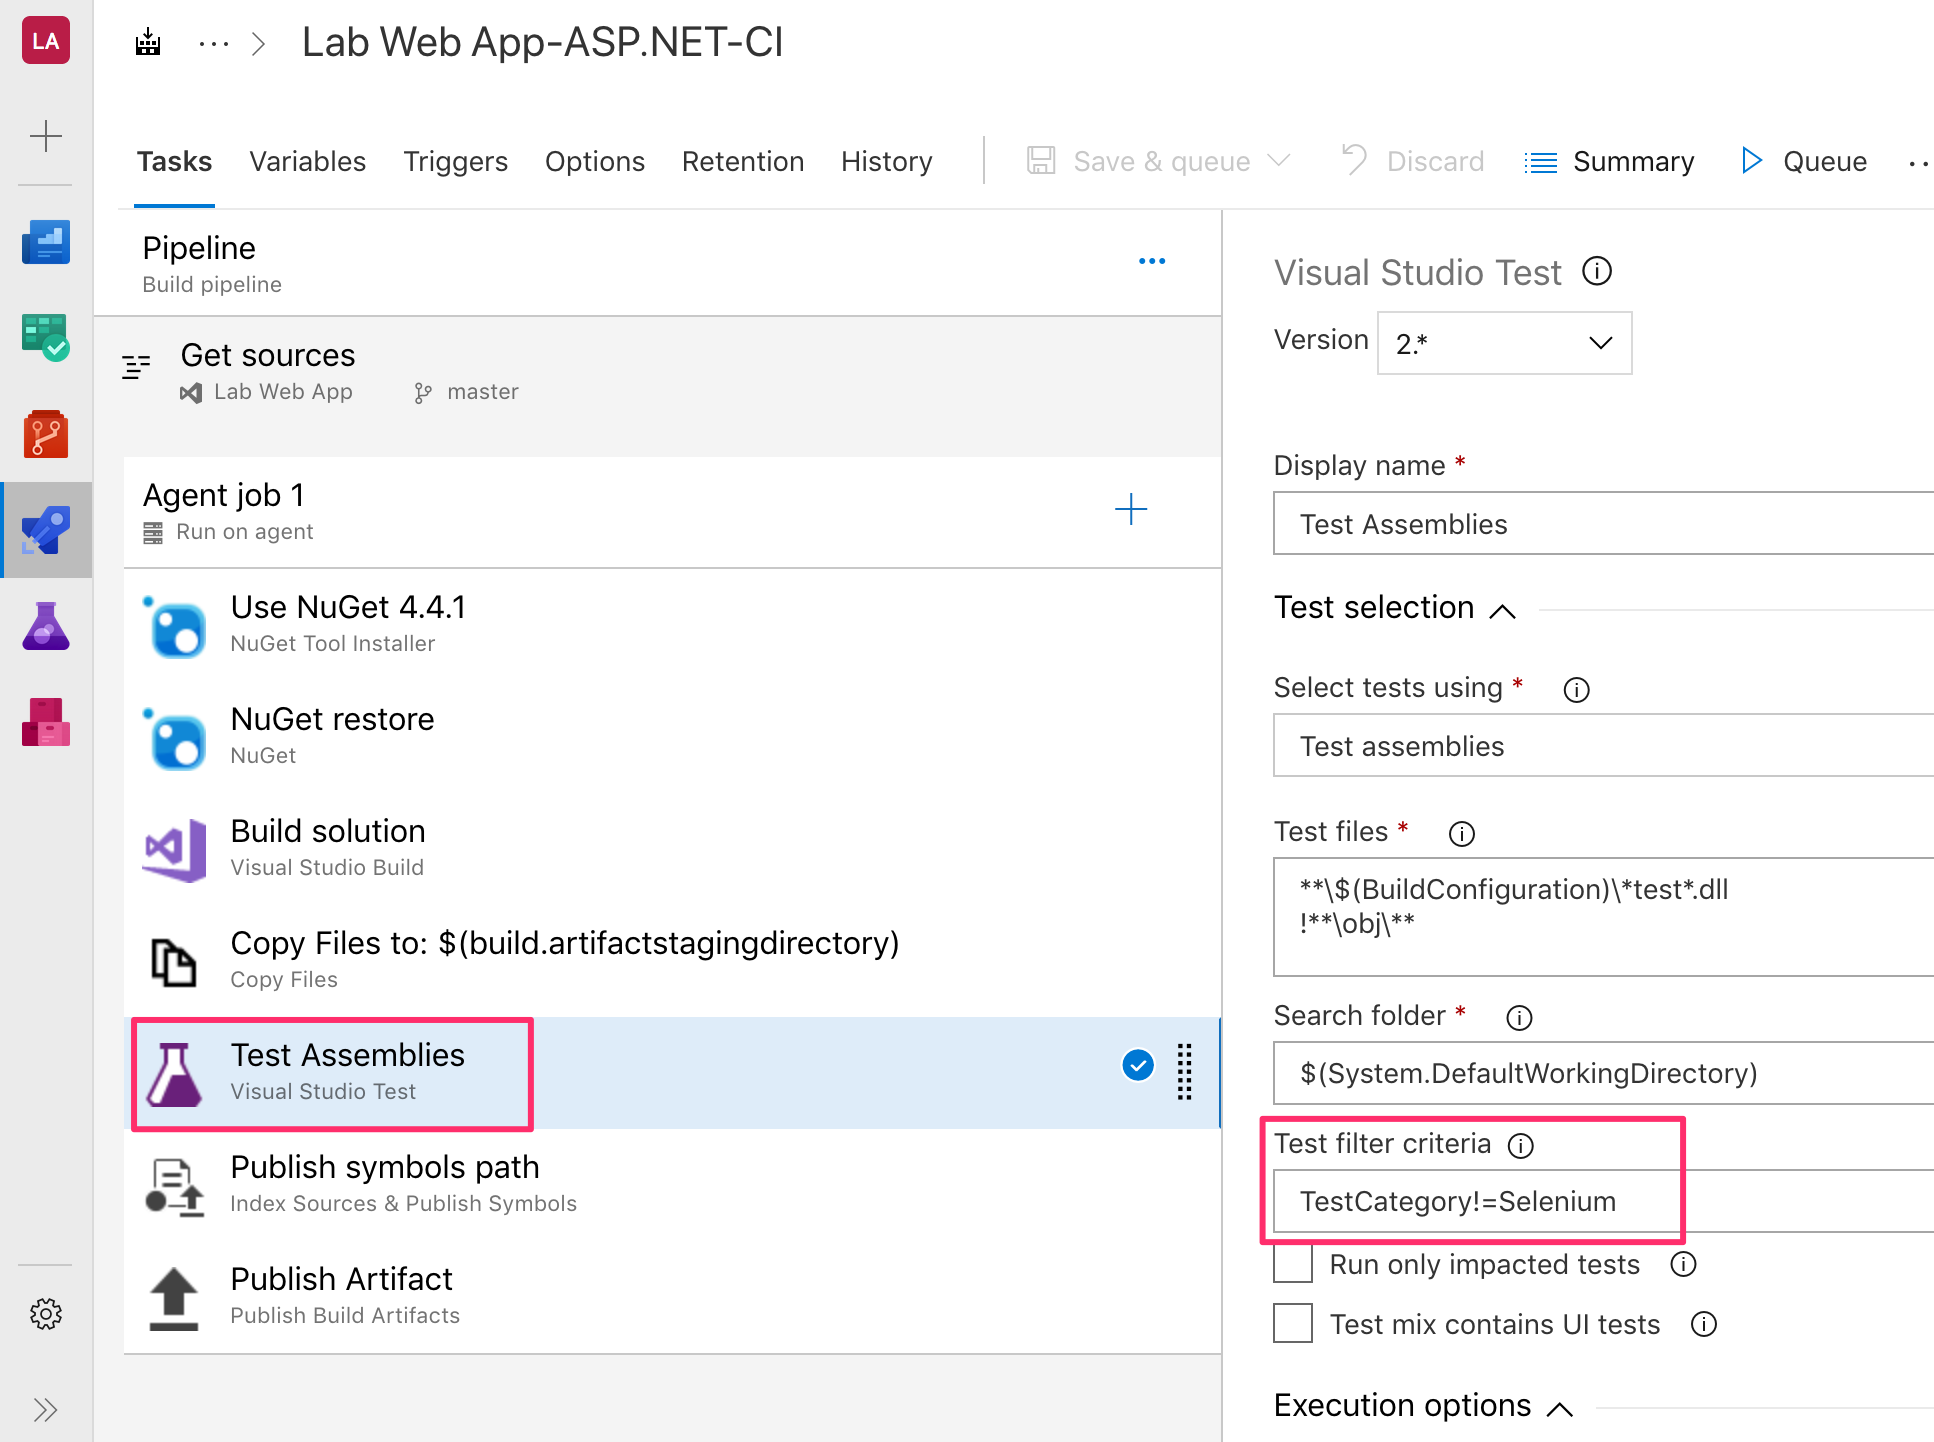 LA
Lab Web App-ASP.NET-CI
Tasks
Variables
Triggers
Options
Retention
History
Save & queue
Discard
Summary
Queue
Pipeline
Build pipeline
Get sources
Lab Web App
master
Agent job 1
Run on agent
Use NuGet 4.4.1
NuGet Tool Installer
NuGet restore
NuGet
Build solution
Visual Studio Build
Copy Files to: $(build.artifactstagingdirectory)
Copy Files
Test Assemblies
Visual Studio Test
Publish symbols path
Index Sources & Publish Symbols
Publish Artifact
Publish Build Artifacts
Visual Studio Test
Version
2.*
Display name *
Test Assemblies
Test selection
Select tests using *
Test assemblies
Test files *
**\$(BuildConfiguration)\*test*.dll
!**\obj\**
Search folder *
$(System.DefaultWorkingDirectory)
Test filter criteria
TestCategory!=Selenium
Run only impacted tests
Test mix contains UI tests
Execution options